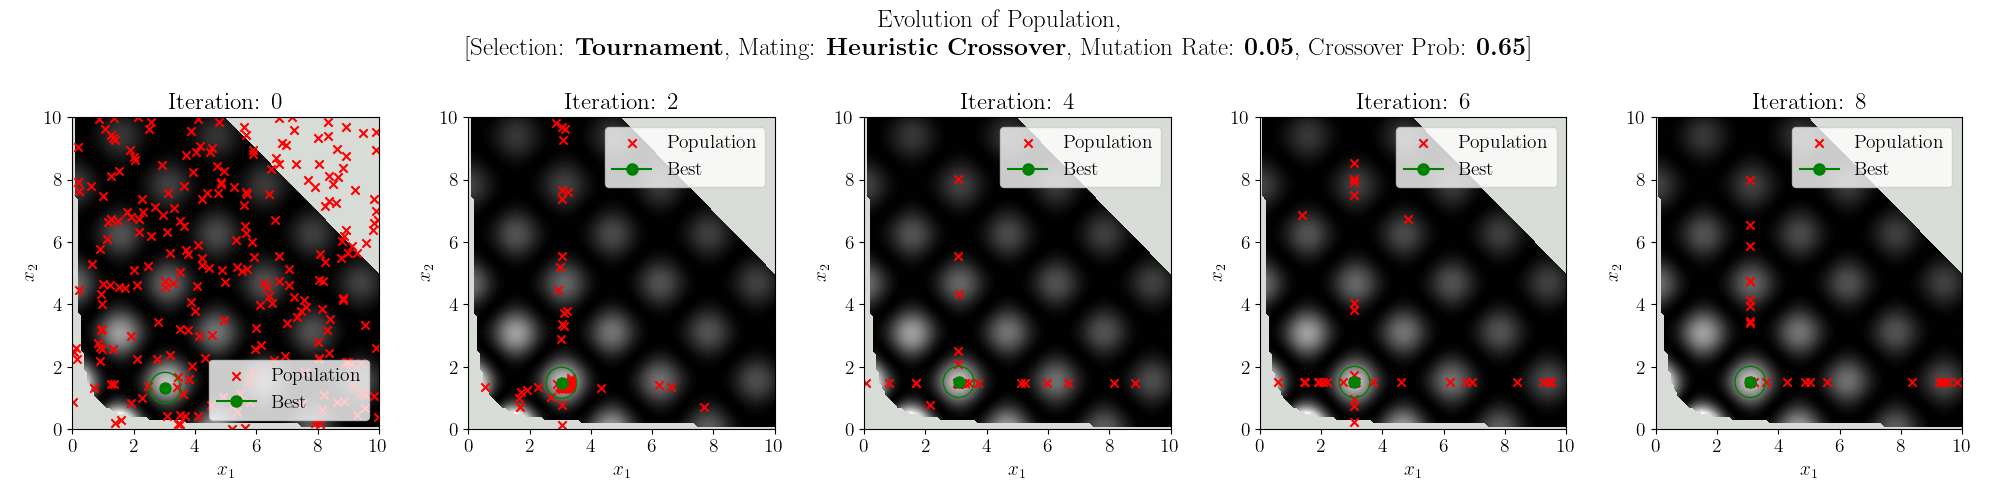 Evolution of Population,
[Selection: Tournament, Mating: Heuristic Crossover, Mutation Rate: 0.05, Crossover Prob: 0.65]
Iteration: 0
10
8
6
4
2
0
x2
0 2 4 6 8 10
x1
Population
Best
Iteration: 2
10
8
6
4
2
0
x2
0 2 4 6 8 10
x1
Population
Best
Iteration: 4
10
8
6
4
2
0
x2
0 2 4 6 8 10
x1
Population
Best
Iteration: 6
10
8
6
4
2
0
x2
0 2 4 6 8 10
x1
Population
Best
Iteration: 8
10
8
6
4
2
0
x2
0 2 4 6 8 10
x1
Population
Best